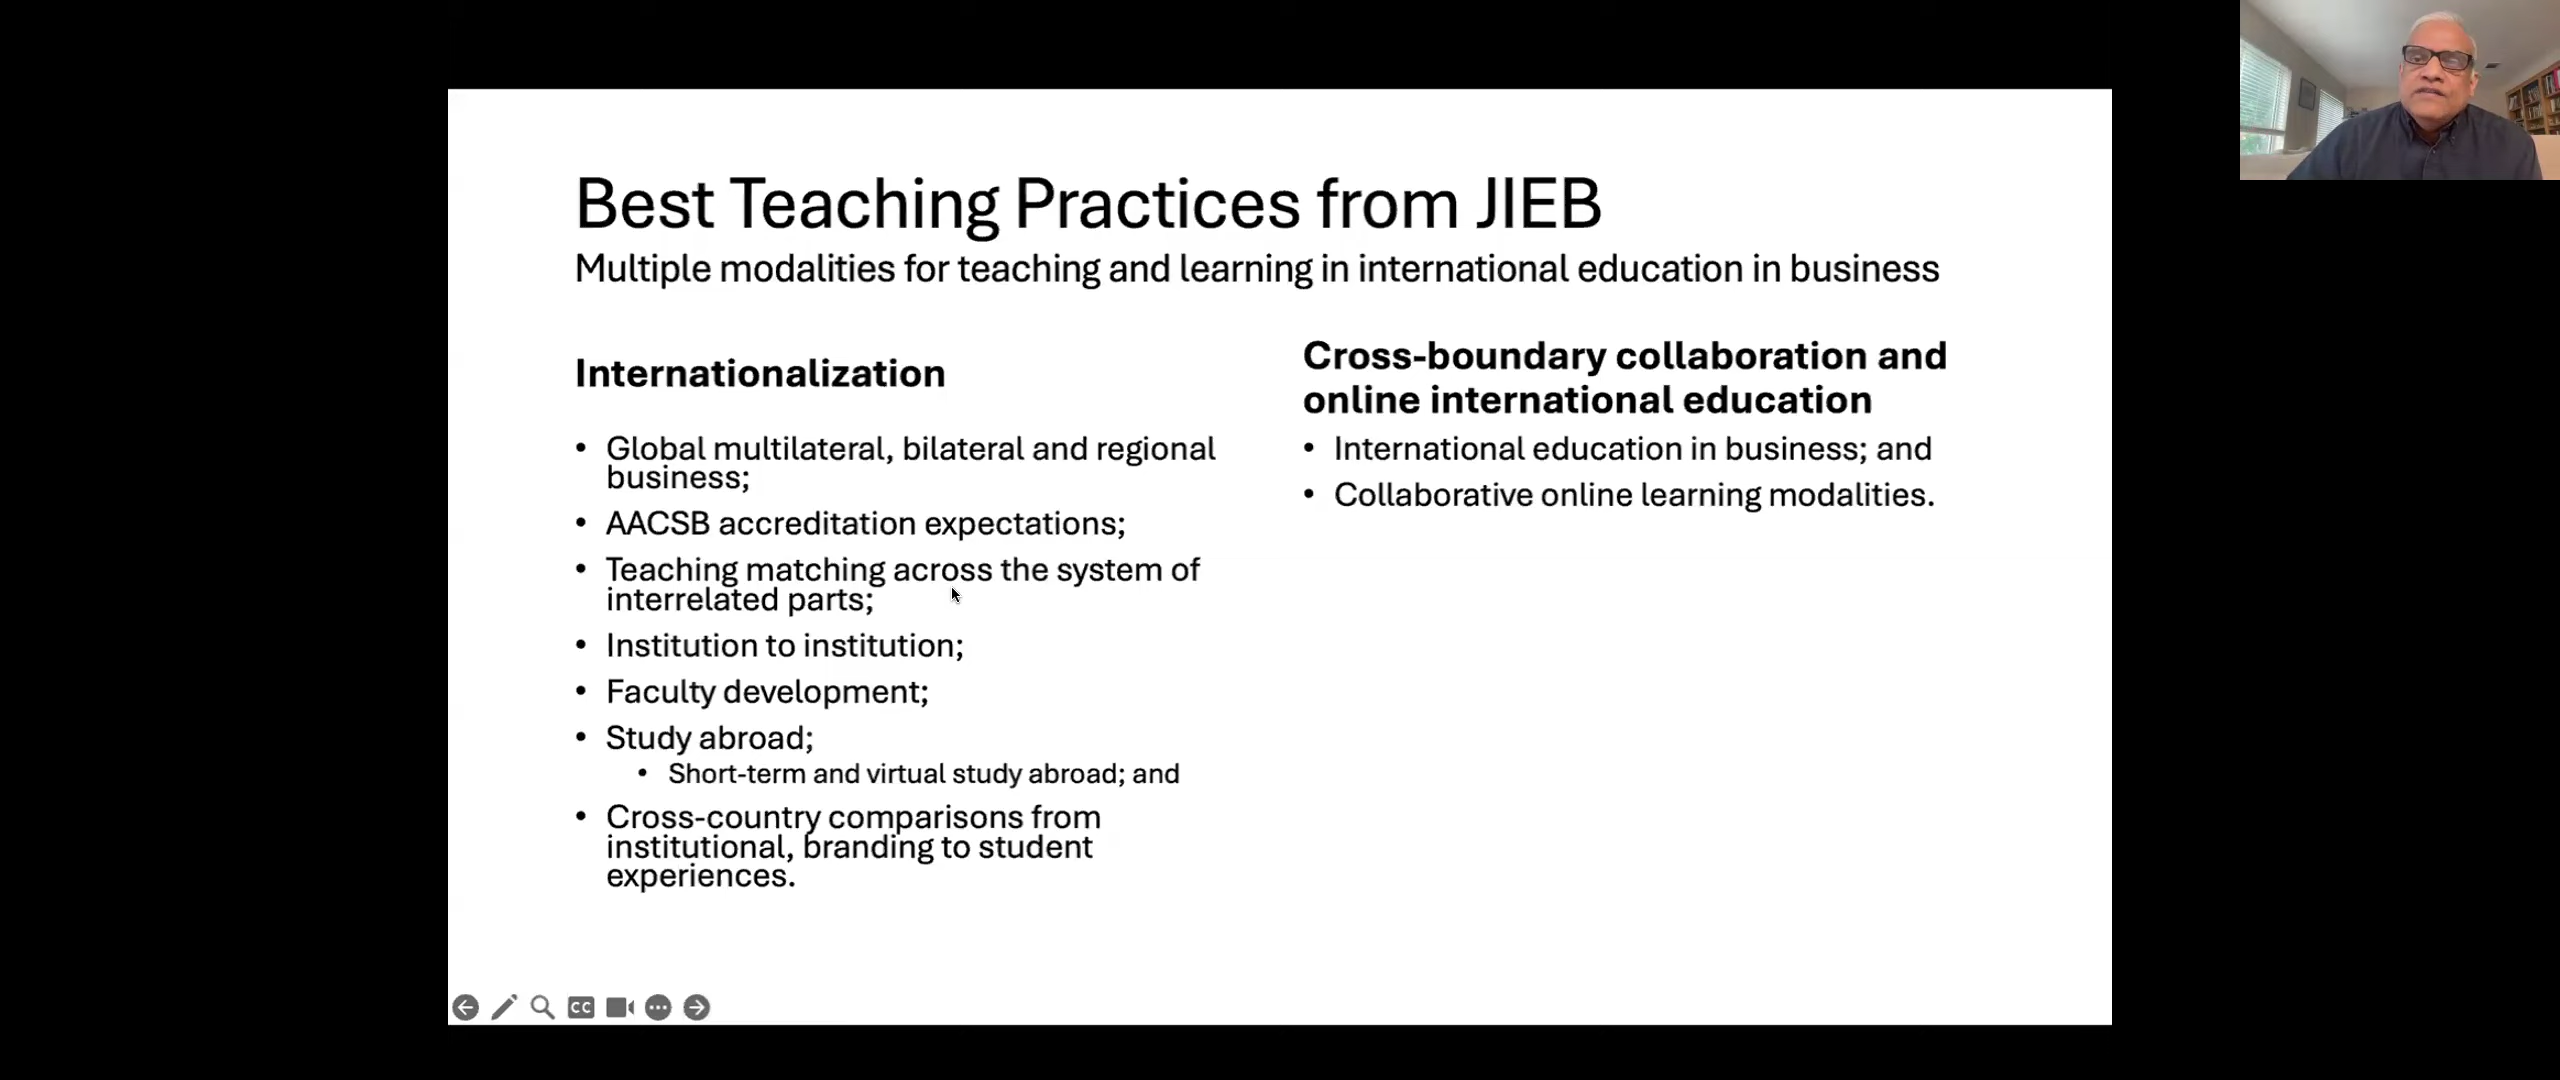 Best Teaching Practices from JIEB
Multiple modalities for teaching and learning in international education in business
Internationalization
• Global multilateral, bilateral and regional
business;
• AACSB accreditation expectations;
• Teaching matching across the system of
interrelated parts;
• Institution to institution;
• Faculty development;
• Study abroad;
• Short-term and virtual study abroad; and
• Cross-country comparisons from
institutional, branding to student
experiences.
Cross-boundary collaboration and
online international education
• International education in business; and
• Collaborative online learning modalities.
CC